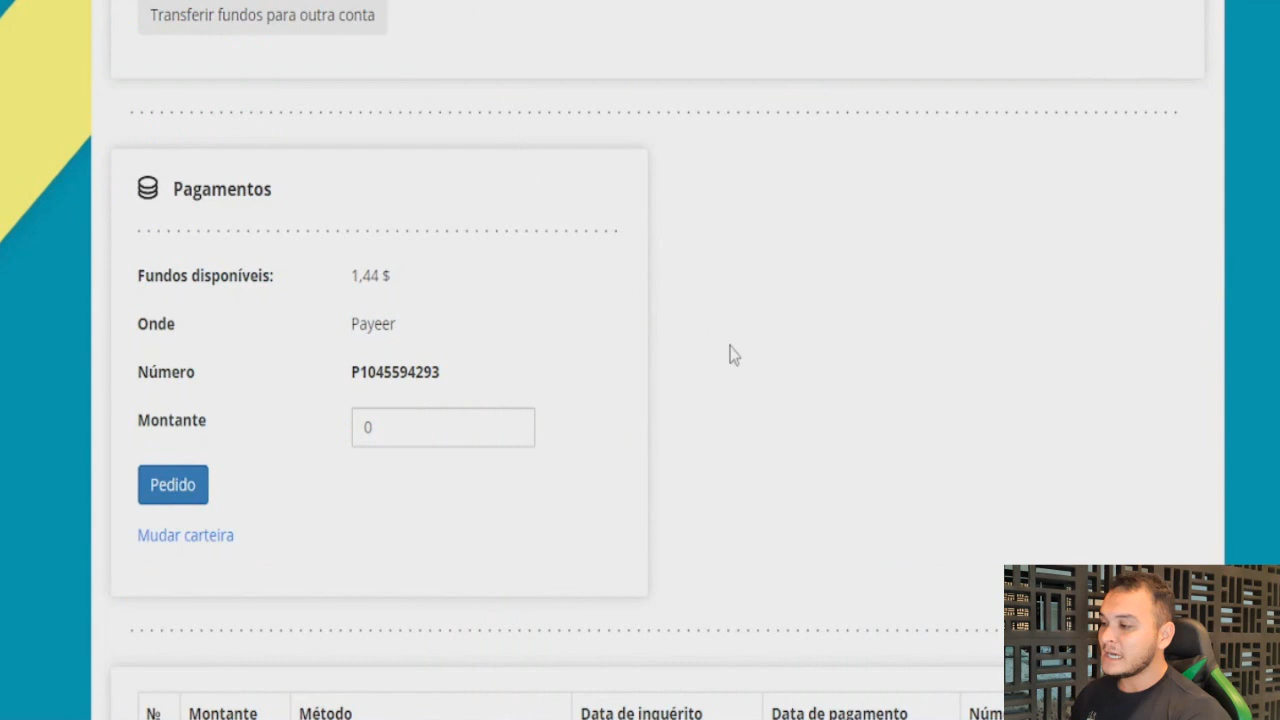 Transferir fundos para outra conta
Pagamentos
Fundos disponíveis: 1,44 $
Onde Payeer
Número P1045594293
Montante 0
Pedido
Mudar carteira
№ Montante Método Data de inquérito Data de pagamento